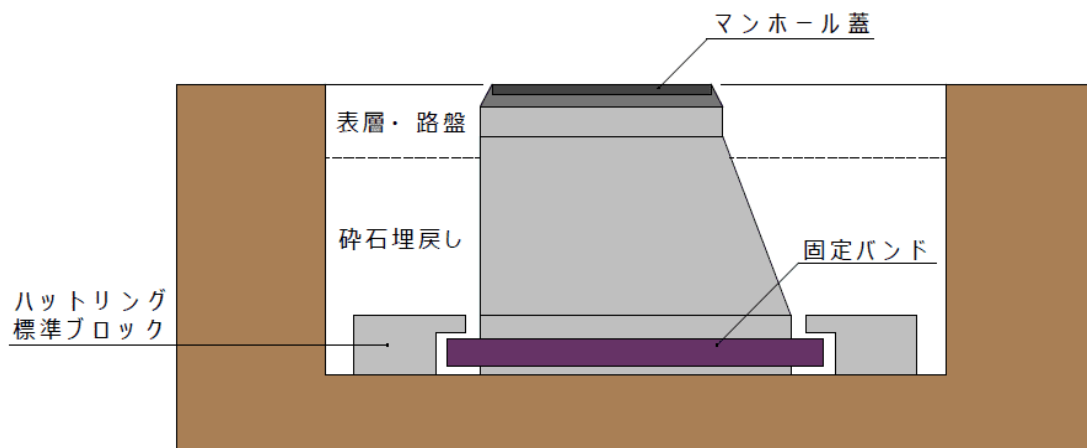 マンホール蓋
表層・路盤
砕石埋戻し
固定バンド
ハットリング
標準ブロック